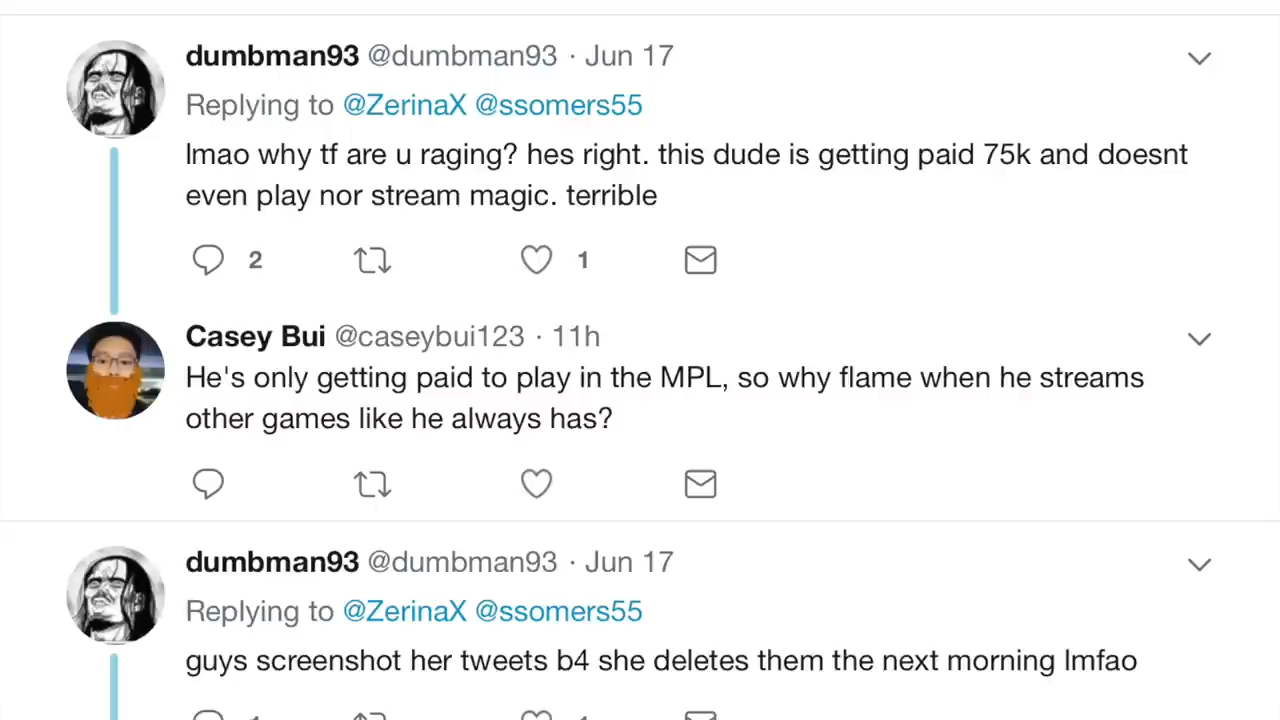 dumbman93 @dumbman93 · Jun 17
Replying to @ZerinaX @ssomers55
lmao why tf are u raging? hes right. this dude is getting paid 75k and doesnt
even play nor stream magic. terrible
2 1
Casey Bui @caseybui123 · 11h
He's only getting paid to play in the MPL, so why flame when he streams
other games like he always has?
dumbman93 @dumbman93 · Jun 17
Replying to @ZerinaX @ssomers55
guys screenshot her tweets b4 she deletes them the next morning lmfao